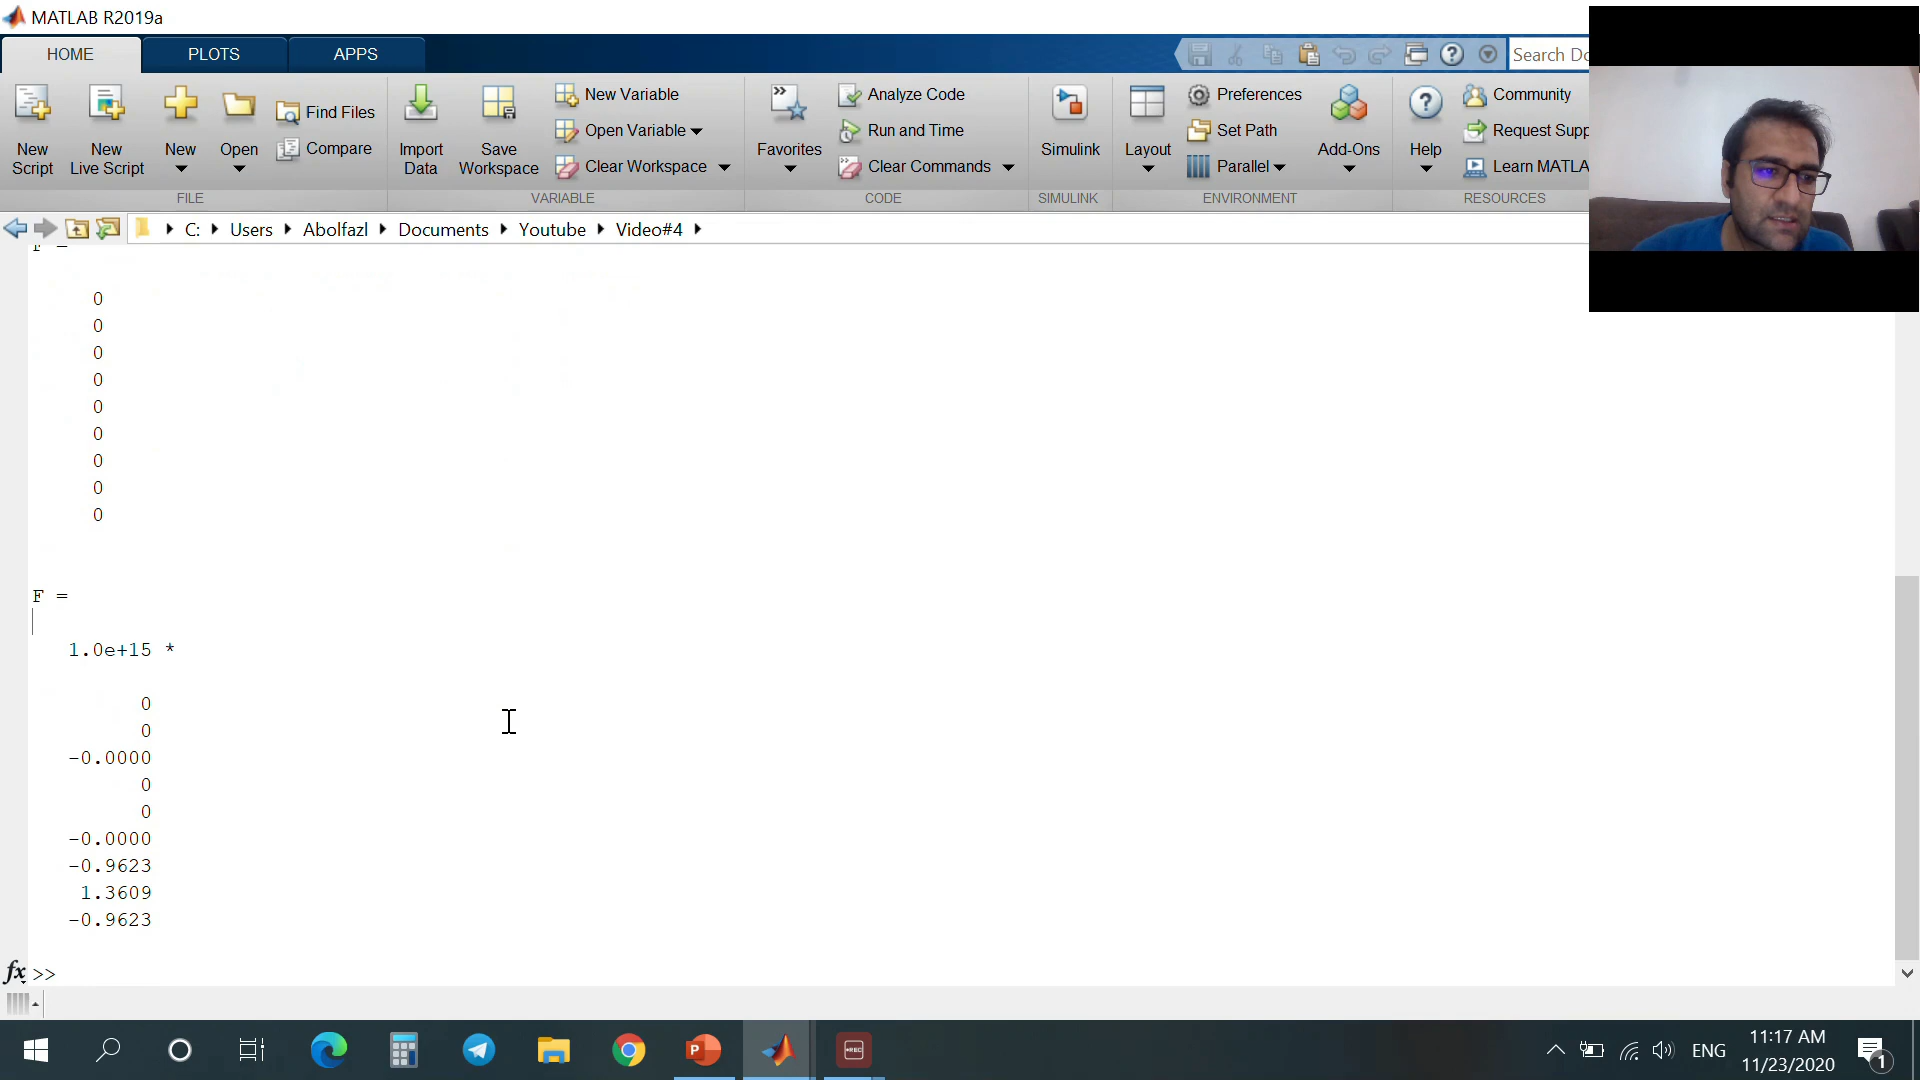 MATLAB R2019a
HOME PLOTS APPS
Search Do
New Script
New Live Script
New
Open
Find Files
Compare
Import Data
Save Workspace
New Variable
Open Variable
Clear Workspace
Favorites
Analyze Code
Run and Time
Clear Commands
Simulink
Layout
Preferences
Set Path
Parallel
Add-Ons
Help
Community
Request Supp
Learn MATLA
FILE VARIABLE CODE SIMULINK ENVIRONMENT RESOURCES
C: Users Abolfazl Documents Youtube Video#4
F =
0
0
0
0
0
0
0
0
0
F =
1.0e+15 *
0
0
-0.0000
0
0
-0.0000
-0.9623
1.3609
-0.9623
fx >>
P
REC
ENG
11:17 AM
11/23/2020
1